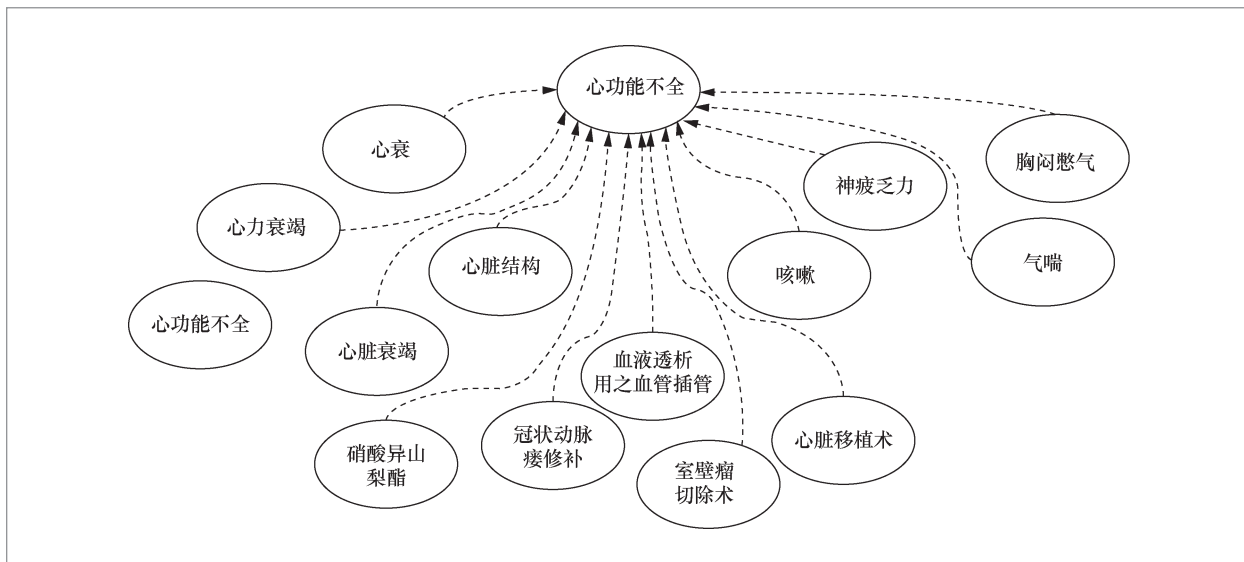 心功能不全
心衰
胸闷憋气
神疲乏力
心力衰竭
心脏结构
咳嗽
气喘
心功能不全
心脏衰竭
血液透析
用之血管插管
冠状动脉
瘘修补
心脏移植术
硝酸异山
梨酯
室壁瘤
切除术